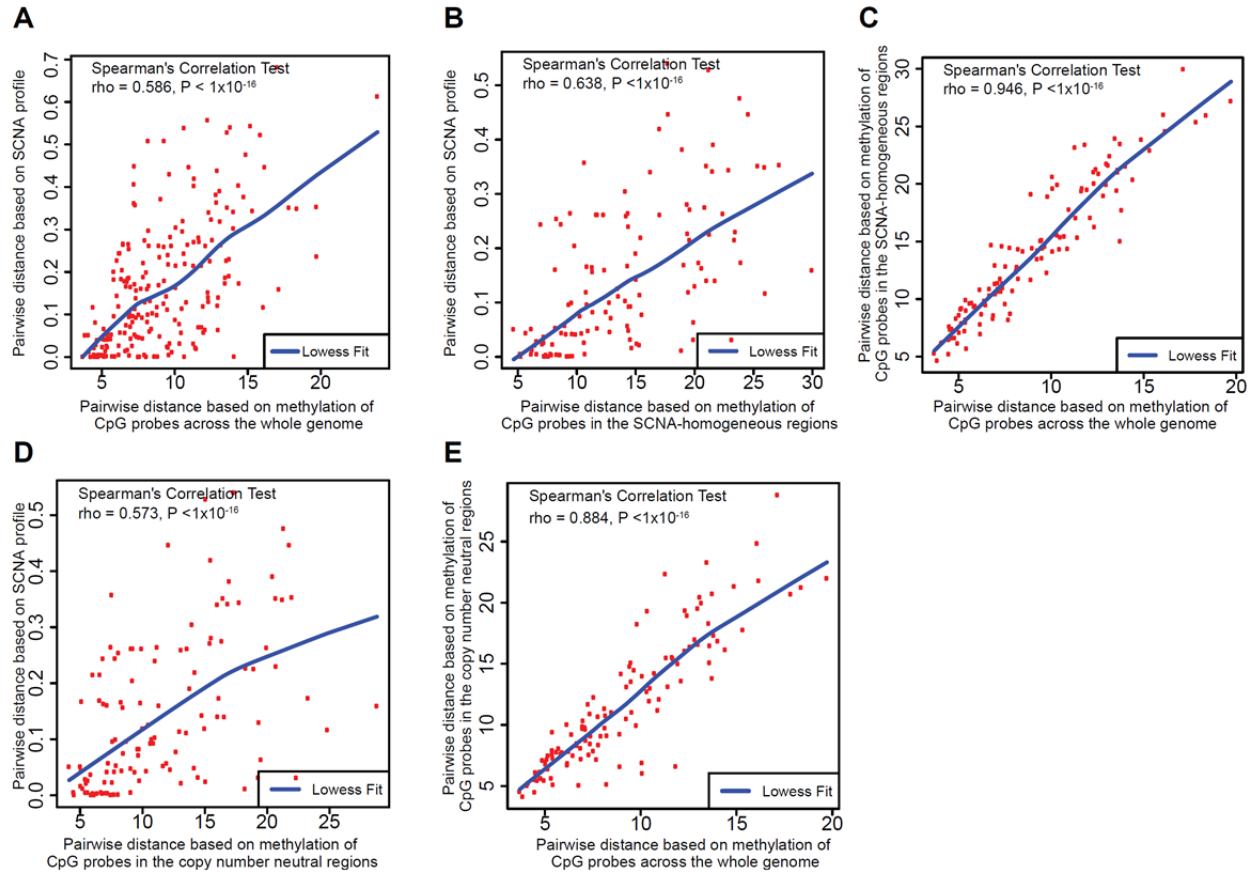 A
Pairwise distance based on SCNA profile
0.0 0.1 0.2 0.3 0.4 0.5 0.6 0.7
Spearman's Correlation Test
rho = 0.586, P < 1x10⁻¹⁶
Lowess Fit
5 10 15 20
Pairwise distance based on methylation of
CpG probes across the whole genome
B
Pairwise distance based on SCNA profile
0.0 0.1 0.2 0.3 0.4 0.5
Spearman's Correlation Test
rho = 0.638, P <1x10⁻¹⁶
Lowess Fit
5 10 15 20 25 30
Pairwise distance based on methylation of
CpG probes in the SCNA-homogeneous regions
C
Pairwise distance based on methylation of
CpG probes in the SCNA-homogeneous regions
5 10 15 20 25 30
Spearman's Correlation Test
rho = 0.946, P <1x10⁻¹⁶
Lowess Fit
5 10 15 20
Pairwise distance based on methylation of
CpG probes across the whole genome
D
Pairwise distance based on SCNA profile
0.0 0.1 0.2 0.3 0.4 0.5
Spearman's Correlation Test
rho = 0.573, P <1x10⁻¹⁶
Lowess Fit
5 10 15 20 25
Pairwise distance based on methylation of
CpG probes in the copy number neutral regions
E
Pairwise distance based on methylation of
CpG probes in the copy number neutral regions
5 10 15 20 25
Spearman's Correlation Test
rho = 0.884, P <1x10⁻¹⁶
Lowess Fit
5 10 15 20
Pairwise distance based on methylation of
CpG probes across the whole genome